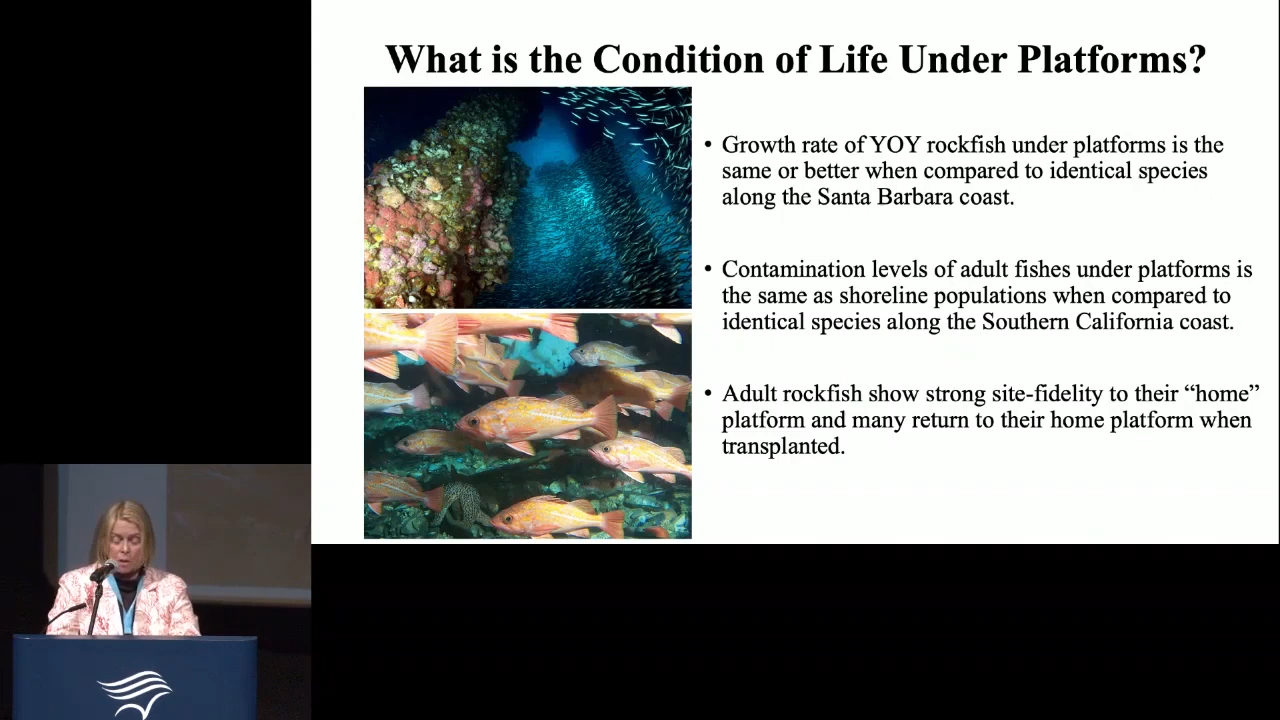 What is the Condition of Life Under Platforms?
• Growth rate of YOY rockfish under platforms is the
same or better when compared to identical species
along the Santa Barbara coast.
• Contamination levels of adult fishes under platforms is
the same as shoreline populations when compared to
identical species along the Southern California coast.
• Adult rockfish show strong site-fidelity to their “home”
platform and many return to their home platform when
transplanted.